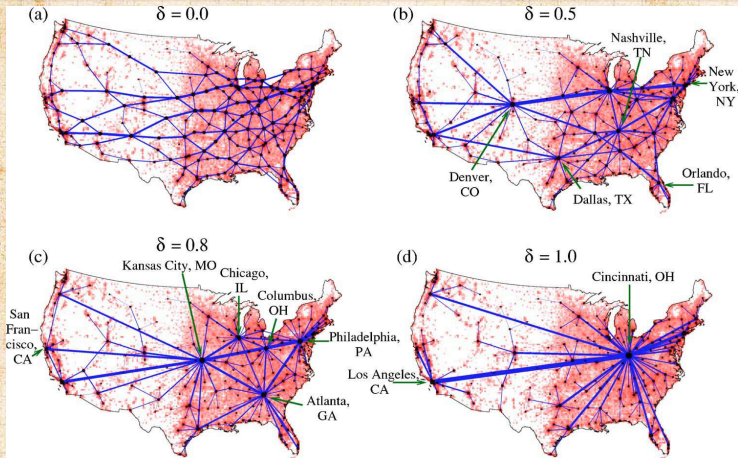 (a)
δ = 0.0
(b)
δ = 0.5
Nashville,
TN
New
York,
NY
Denver,
CO
Dallas, TX
Orlando,
FL
(c)
δ = 0.8
Kansas City, MO
Chicago,
IL
Columbus,
OH
San
Fran–
cisco,
CA
Philadelphia,
PA
Atlanta,
GA
(d)
δ = 1.0
Cincinnati, OH
Los Angeles,
CA